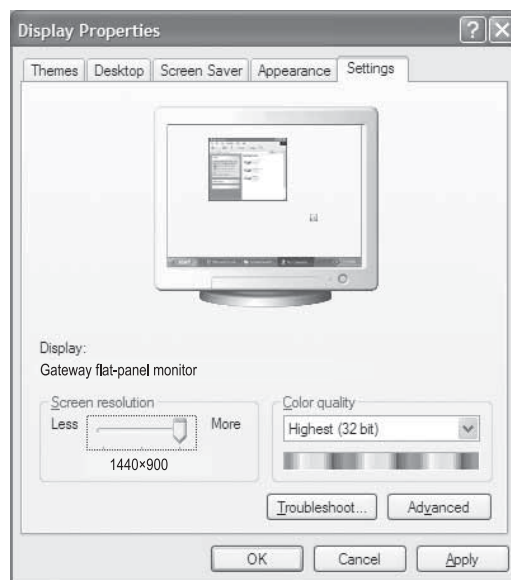 Display Properties
Themes Desktop Screen Saver Appearance Settings
Display:
Gateway flat-panel monitor
Screen resolution
Less More
1440×900
Color quality
Highest (32 bit)
Troubleshoot... Advanced
OK Cancel Apply